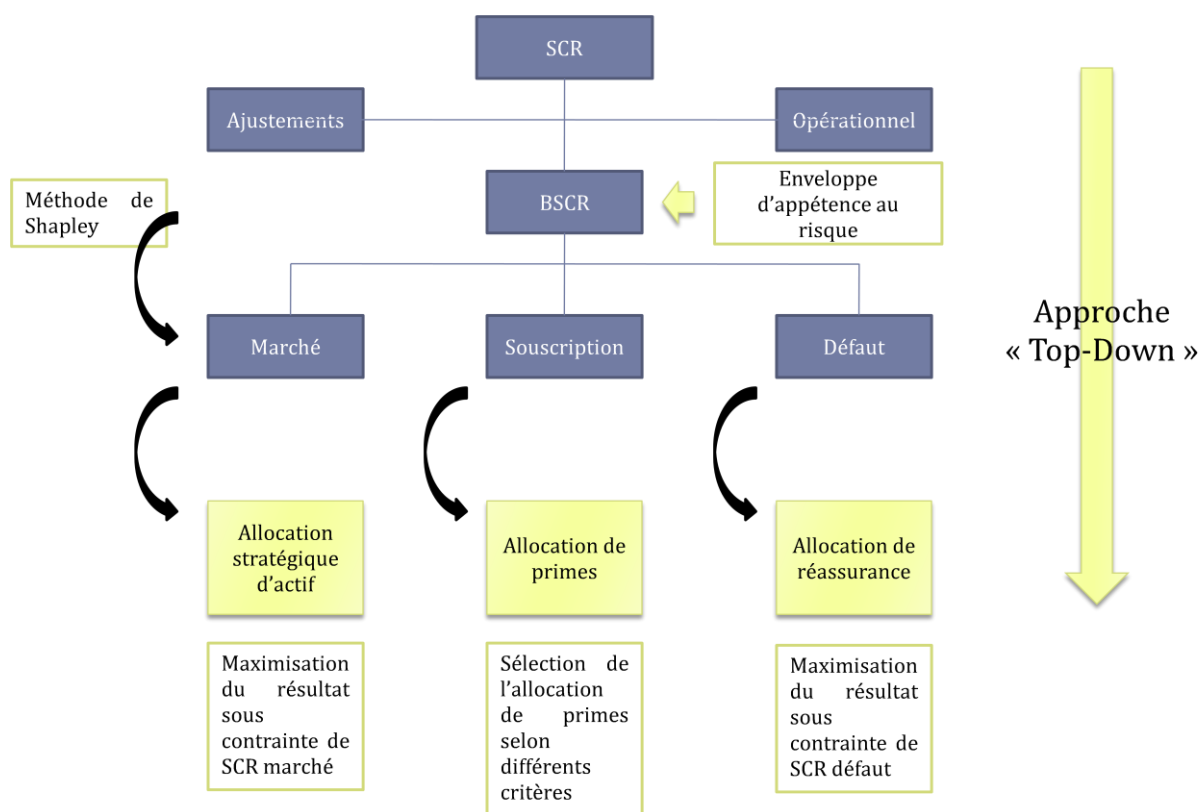 SCR
Ajustements
Opérationnel
Méthode de
Shapley
BSCR
Enveloppe
d'appétence au
risque
Marché
Souscription
Défaut
Approche
« Top-Down »
Allocation
stratégique
d'actif
Allocation de
primes
Allocation de
réassurance
Maximisation
du résultat
sous
contrainte de
SCR marché
Sélection de
l'allocation
de primes
selon
différents
critères
Maximisation
du résultat
sous
contrainte de
SCR défaut